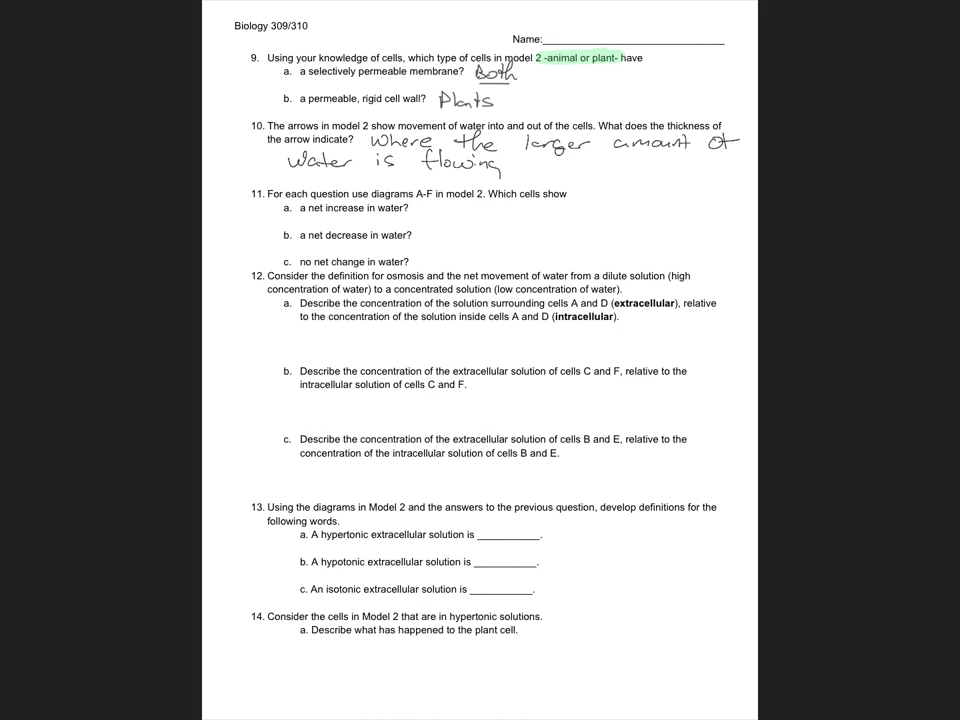 Biology 309/310
Name:
9. Using your knowledge of cells, which type of cells in model 2 -animal or plant- have
a. a selectively permeable membrane? Both
b. a permeable, rigid cell wall? Plants
10. The arrows in model 2 show movement of water into and out of the cells. What does the thickness of
the arrow indicate? Where the larger amount of
water is flowing
11. For each question use diagrams A-F in model 2. Which cells show
a. a net increase in water?
b. a net decrease in water?
c. no net change in water?
12. Consider the definition for osmosis and the net movement of water from a dilute solution (high
concentration of water) to a concentrated solution (low concentration of water).
a. Describe the concentration of the solution surrounding cells A and D (extracellular), relative
to the concentration of the solution inside cells A and D (intracellular).
b. Describe the concentration of the extracellular solution of cells C and F, relative to the
intracellular solution of cells C and F.
c. Describe the concentration of the extracellular solution of cells B and E, relative to the
concentration of the intracellular solution of cells B and E.
13. Using the diagrams in Model 2 and the answers to the previous question, develop definitions for the
following words.
a. A hypertonic extracellular solution is ___________.
b. A hypotonic extracellular solution is ___________.
c. An isotonic extracellular solution is ___________.
14. Consider the cells in Model 2 that are in hypertonic solutions.
a. Describe what has happened to the plant cell.